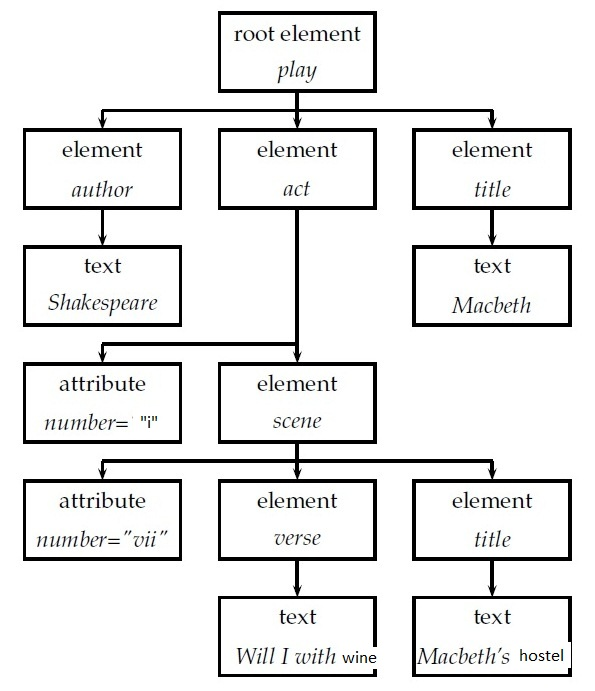 root element
play
element
author
element
act
element
title
text
Shakespeare
text
Macbeth
attribute
number= "i"
element
scene
attribute
number="vii"
element
verse
element
title
text
Will I with wine
text
Macbeth's hostel